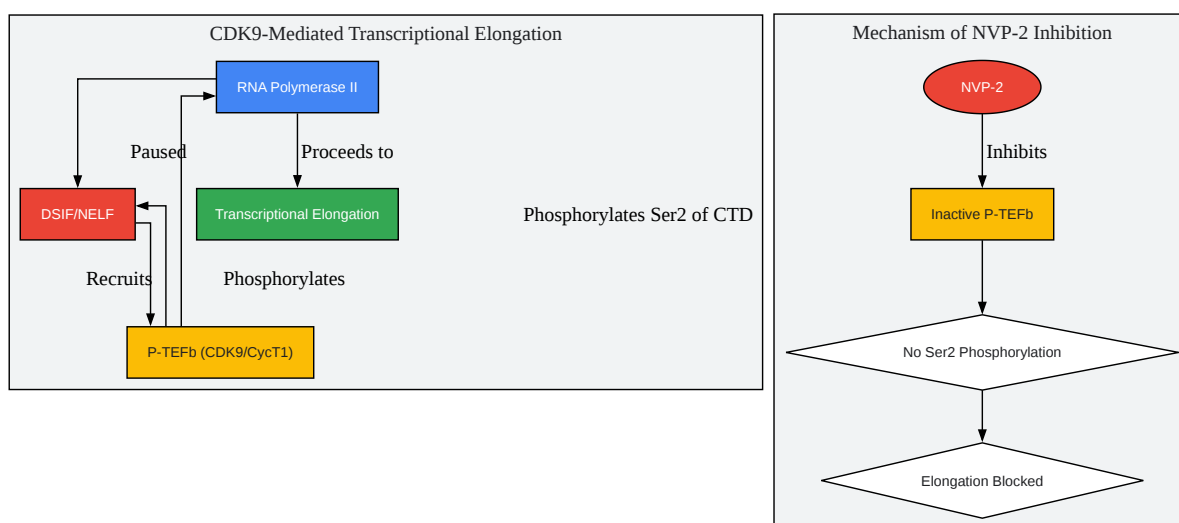 CDK9-Mediated Transcriptional Elongation
RNA Polymerase II
Paused
Proceeds to
DSIF/NELF
Transcriptional Elongation
Phosphorylates Ser2 of CTD
Recruits
Phosphorylates
P-TEFb (CDK9/CycT1)
Mechanism of NVP-2 Inhibition
NVP-2
Inhibits
Inactive P-TEFb
No Ser2 Phosphorylation
Elongation Blocked